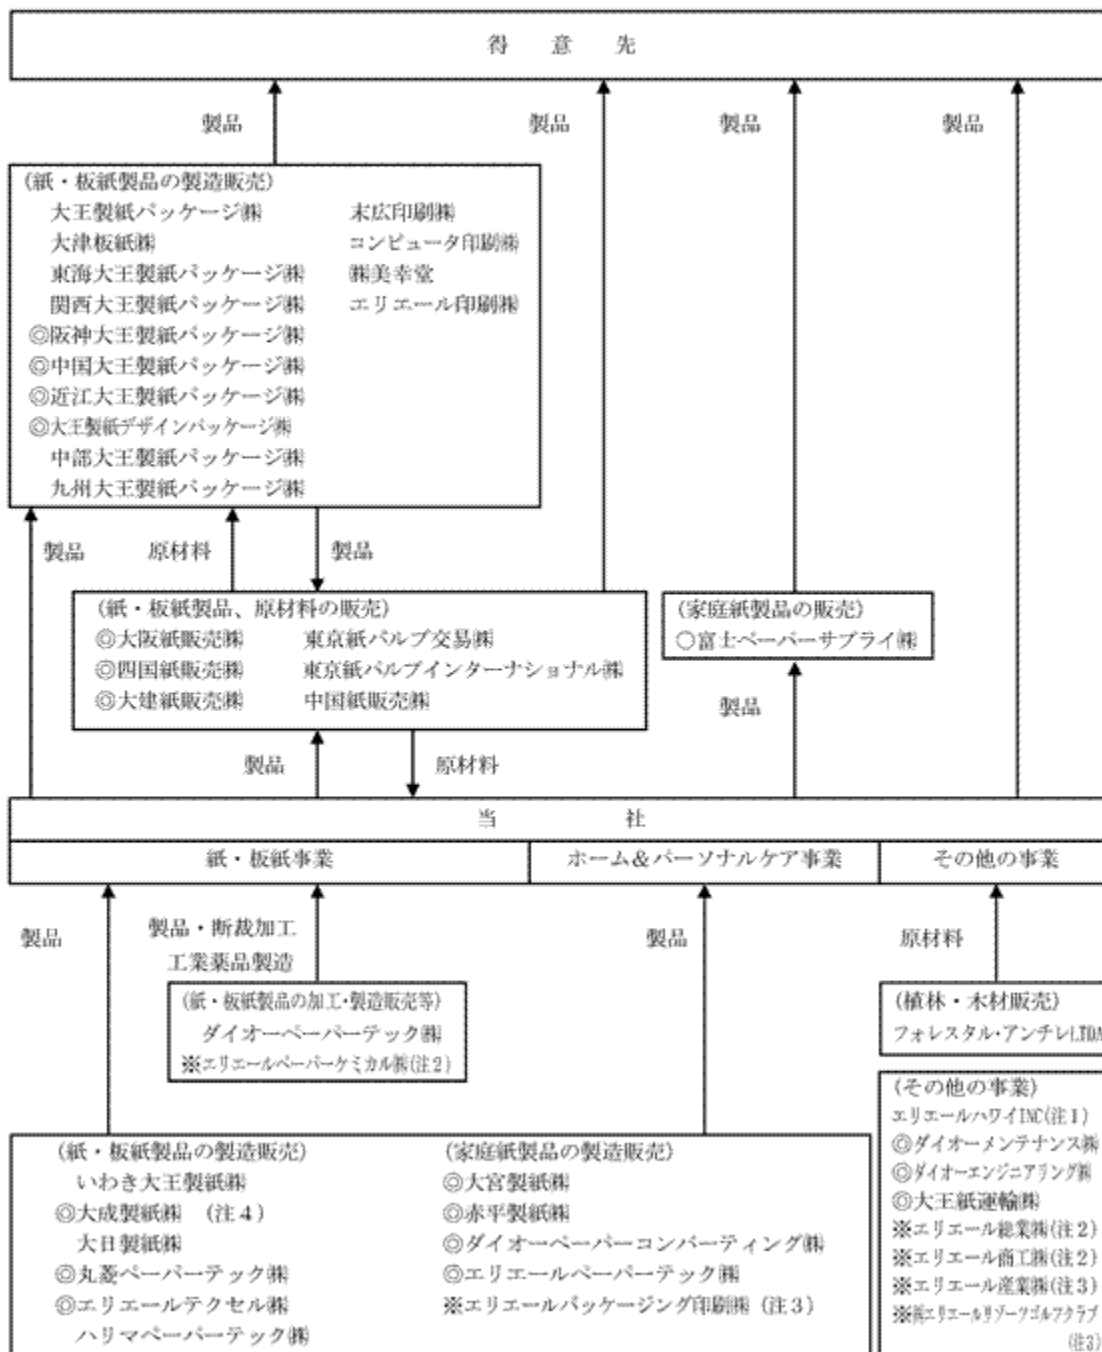 得 意 先
製品 製品 製品 製品
(紙・板紙製品の製造販売)
大王製紙パッケージ㈱ 末広印刷㈱
大津板紙㈱ コンピュータ印刷㈱
東海大王製紙パッケージ㈱ ㈱美幸堂
関西大王製紙パッケージ㈱ エリエール印刷㈱
◎阪神大王製紙パッケージ㈱
◎中国大王製紙パッケージ㈱
◎近江大王製紙パッケージ㈱
◎大王製紙デザインパッケージ㈱
中部大王製紙パッケージ㈱
九州大王製紙パッケージ㈱
製品 原材料 製品
(紙・板紙製品、原材料の販売)
◎大阪紙販売㈱ 東京紙パルプ交易㈱
◎四国紙販売㈱ 東京紙パルプインターナショナル㈱
◎大建紙販売㈱ 中国紙販売㈱
(家庭紙製品の販売)
○富士ペーパーサプライ㈱
製品
製品 原材料
当 社
紙・板紙事業 ホーム&パーソナルケア事業 その他の事業
製品
製品・断裁加工
工業薬品製造
製品
原材料
(紙・板紙製品の加工・製造販売等)
ダイオーペーパーテック㈱
※エリエールペーパーケミカル㈱(注2)
(植林・木材販売)
フォレスタル・アンチレLTDA
(紙・板紙製品の製造販売)
いわき大王製紙㈱
◎大成製紙㈱ (注4)
大日製紙㈱
◎丸菱ペーパーテック㈱
◎エリエールテクセル㈱
ハリマペーパーテック㈱
(家庭紙製品の製造販売)
◎大宮製紙㈱
◎赤平製紙㈱
◎ダイオーペーパーコンバーティング㈱
◎エリエールペーパーテック㈱
※エリエールパッケージング印刷㈱ (注3)
(その他の事業)
エリエールハワイINC(注1)
◎ダイオーメンテナンス㈱
◎ダイオーエンジニアリング㈱
◎大王紙運輸㈱
※エリエール総業㈱(注2)
※エリエール商工㈱(注2)
※エリエール産業㈱(注3)
※㈱エリエールリゾーツゴルフクラブ
(注3)